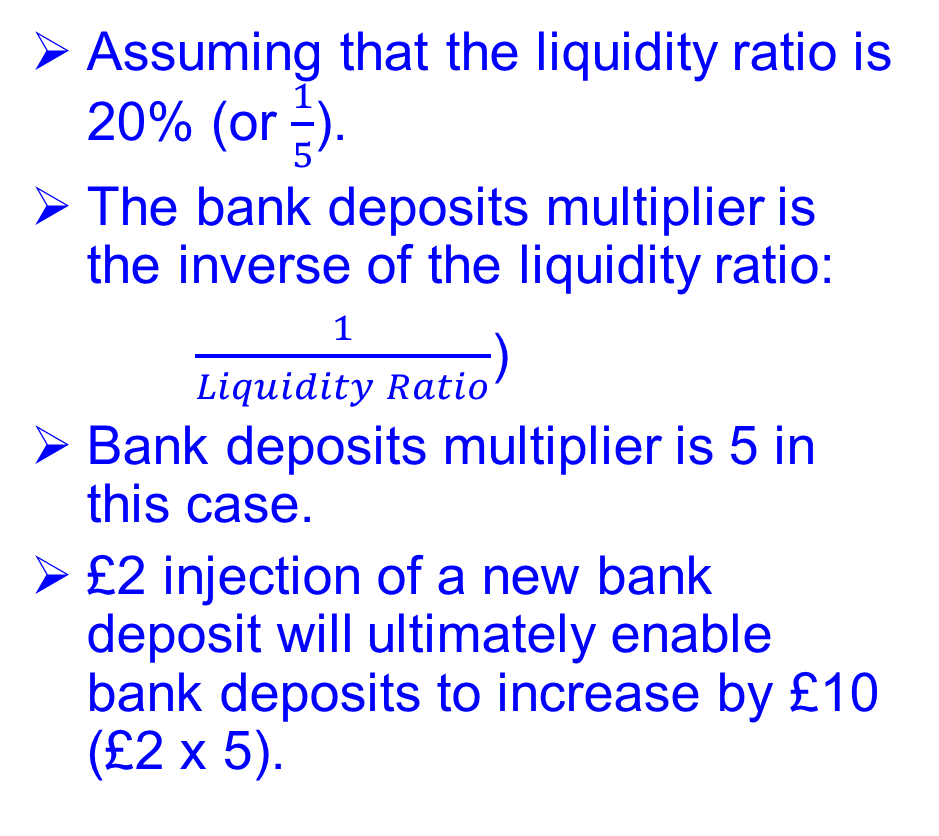 ➢ Assuming that the liquidity ratio is
20% (or 1/5).
➢ The bank deposits multiplier is
the inverse of the liquidity ratio:
1/Liquidity Ratio)
➢ Bank deposits multiplier is 5 in
this case.
➢ £2 injection of a new bank
deposit will ultimately enable
bank deposits to increase by £10
(£2 x 5).